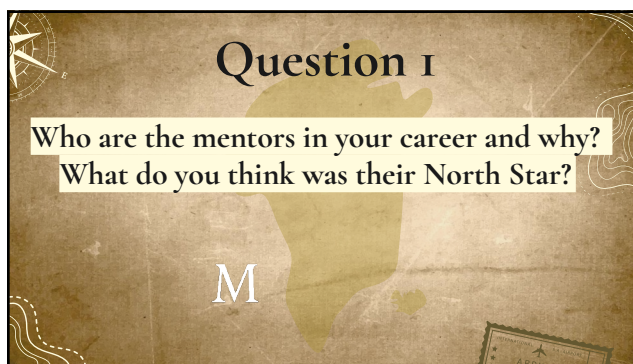 Question 1
Who are the mentors in your career and why?
What do you think was their North Star?
M